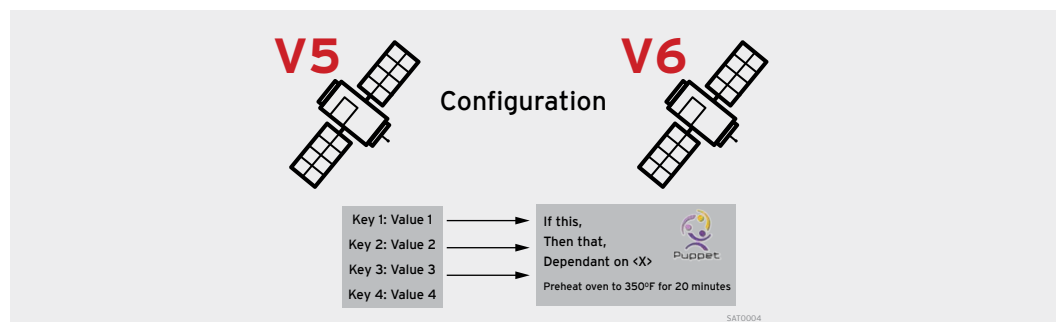 V5
V6
Configuration
Key 1: Value 1
Key 2: Value 2
Key 3: Value 3
Key 4: Value 4
If this,
Then that,
Dependant on <X>
Preheat oven to 350ºF for 20 minutes
Puppet
SAT0004